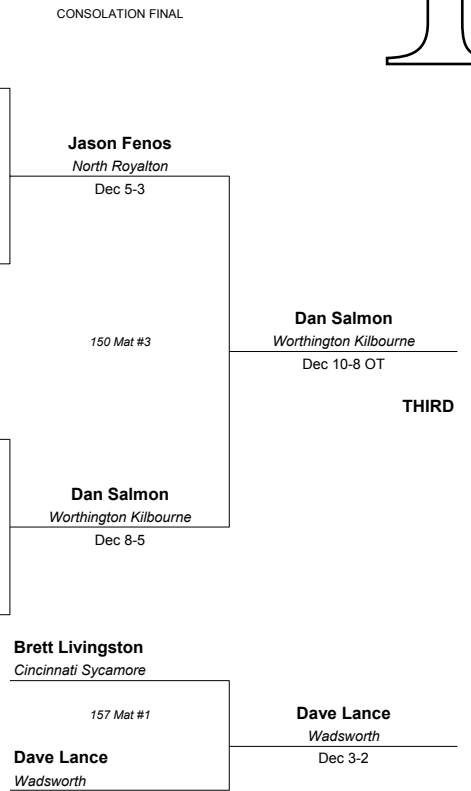 CONSOLATION FINAL
Jason Fenos
North Royalton
Dec 5-3
150 Mat #3
Dan Salmon
Worthington Kilbourne
Dec 10-8 OT
THIRD
Dan Salmon
Worthington Kilbourne
Dec 8-5
Brett Livingston
Cincinnati Sycamore
157 Mat #1
Dave Lance
Wadsworth
Dec 3-2
Dave Lance
Wadsworth